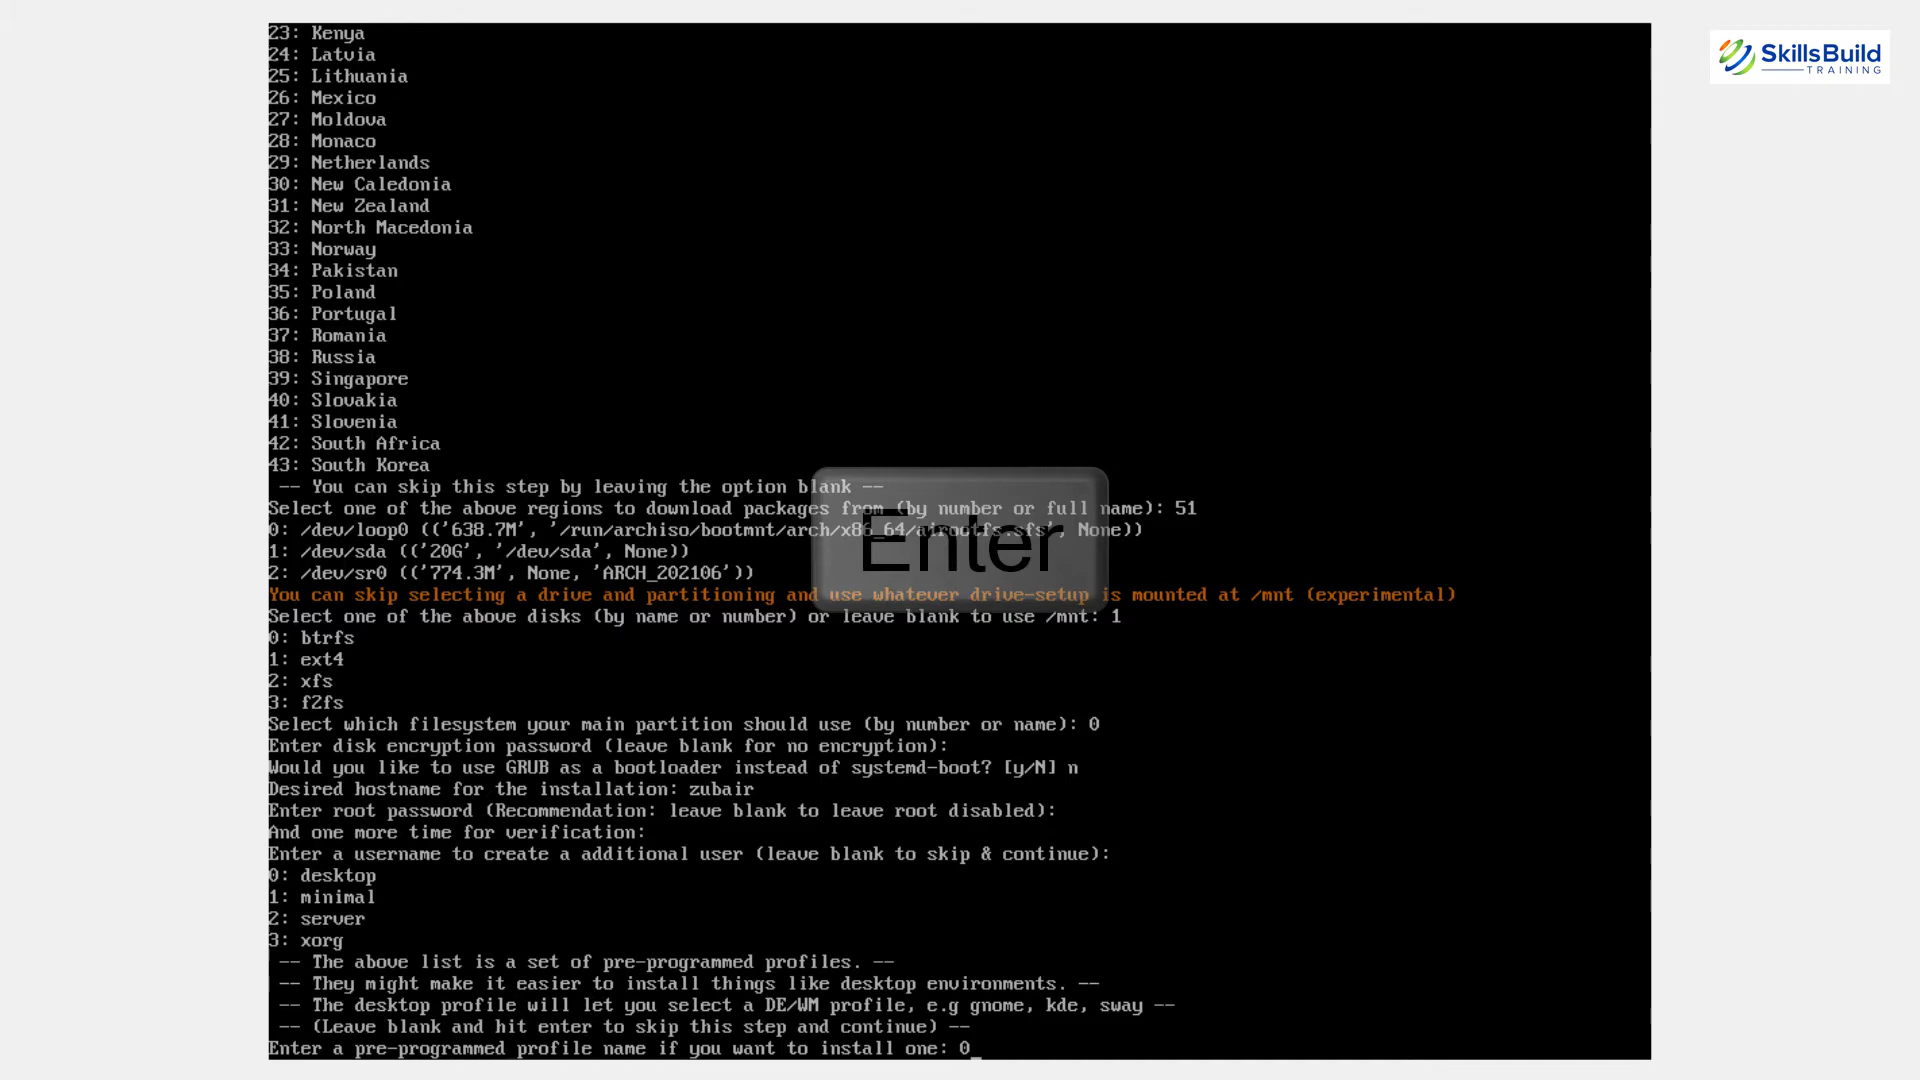 23: Kenya
24: Latvia
25: Lithuania
26: Mexico
27: Moldova
28: Monaco
29: Netherlands
30: New Caledonia
31: New Zealand
32: North Macedonia
33: Norway
34: Pakistan
35: Poland
36: Portugal
37: Romania
38: Russia
39: Singapore
40: Slovakia
41: Slovenia
42: South Africa
43: South Korea
-- You can skip this step by leaving the option blank --
Select one of the above regions to download packages from (by number or full name): 51
0: /dev/loop0 (('638.7M', '/run/archiso/bootmnt/arch/x86_64/airootfs.sfs', None))
1: /dev/sda (('20G', '/dev/sda', None))
2: /dev/sr0 (('774.3M', None, 'ARCH_202106'))
You can skip selecting a drive and partitioning and use whatever drive-setup is mounted at /mnt (experimental)
Select one of the above disks (by name or number) or leave blank to use /mnt: 1
0: btrfs
1: ext4
2: xfs
3: f2fs
Select which filesystem your main partition should use (by number or name): 0
Enter disk encryption password (leave blank for no encryption):
Would you like to use GRUB as a bootloader instead of systemd-boot? [y/N] n
Desired hostname for the installation: zubair
Enter root password (Recommendation: leave blank to leave root disabled):
And one more time for verification:
Enter a username to create a additional user (leave blank to skip & continue):
0: desktop
1: minimal
2: server
3: xorg
-- The above list is a set of pre-programmed profiles. --
-- They might make it easier to install things like desktop environments. --
-- The desktop profile will let you select a DE/WM profile, e.g gnome, kde, sway --
-- (Leave blank and hit enter to skip this step and continue) --
Enter a pre-programmed profile name if you want to install one: 0_
Enter
SkillsBuild
TRAINING